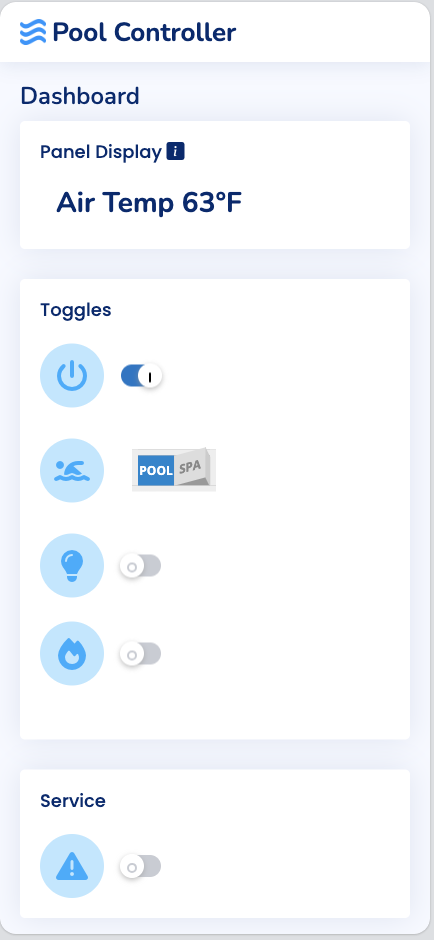 Pool Controller
Dashboard
Panel Display i
Air Temp 63°F
Toggles
POOL SPA
Service